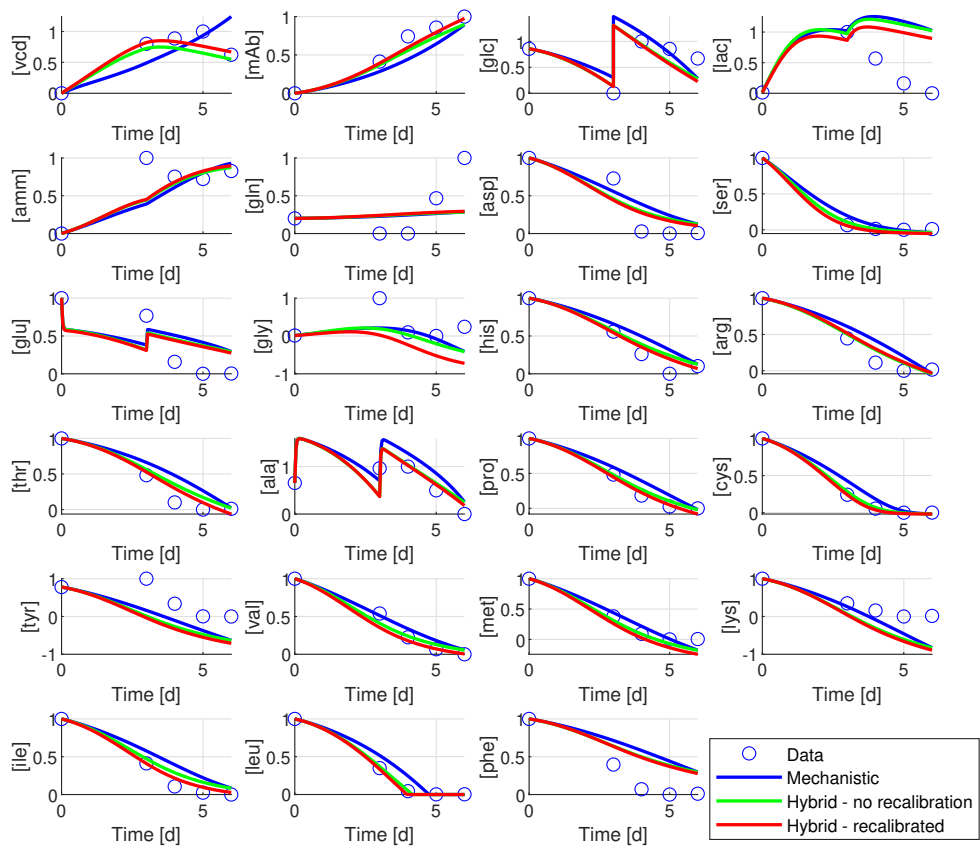 1
0.5
0
[vcd]
0 5
Time [d]
1
0.5
0
[mAb]
0 5
Time [d]
1
0.5
0
[glc]
0 5
Time [d]
1
0.5
0
[lac]
0 5
Time [d]
1
0.5
0
[amm]
0 5
Time [d]
1
0.5
0
[gln]
0 5
Time [d]
1
0.5
0
[asp]
0 5
Time [d]
1
0.5
0
[ser]
0 5
Time [d]
1
0.5
0
[glu]
0 5
Time [d]
1
0
-1
[gly]
0 5
Time [d]
1
0.5
0
[his]
0 5
Time [d]
1
0.5
0
[arg]
0 5
Time [d]
1
0.5
0
[thr]
0 5
Time [d]
1
0
[ala]
0 5
Time [d]
1
0.5
0
[pro]
0 5
Time [d]
1
0.5
0
[cys]
0 5
Time [d]
1
0
-1
[tyr]
0 5
Time [d]
1
0.5
0
[val]
0 5
Time [d]
1
0.5
0
[met]
0 5
Time [d]
1
0
-1
[lys]
0 5
Time [d]
1
0.5
0
[ile]
0 5
Time [d]
1
0.5
0
[leu]
0 5
Time [d]
1
0.5
0
[phe]
0 5
Time [d]
Data
Mechanistic
Hybrid - no recalibration
Hybrid - recalibrated